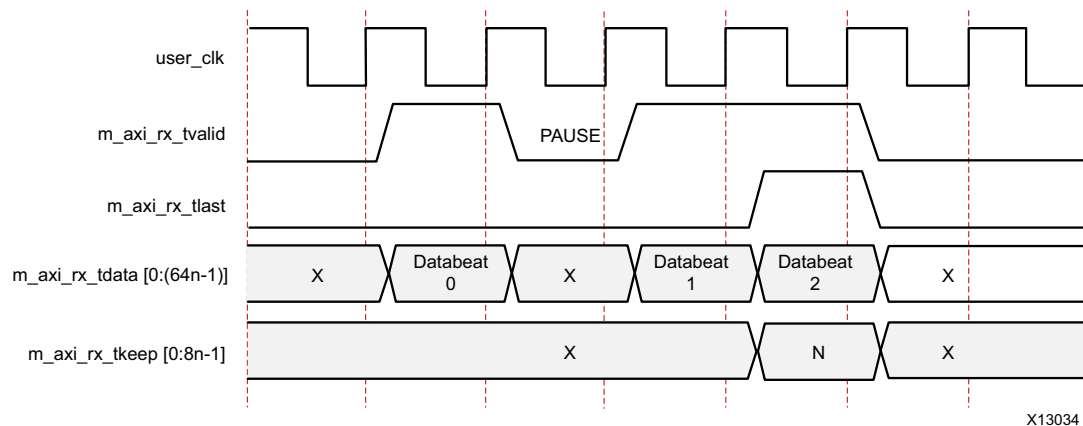 user_clk
m_axi_rx_tvalid
PAUSE
m_axi_rx_tlast
m_axi_rx_tdata [0:(64n-1)]
X
Databeat
0
X
Databeat
1
Databeat
2
X
m_axi_rx_tkeep [0:8n-1]
X
N
X
X13034